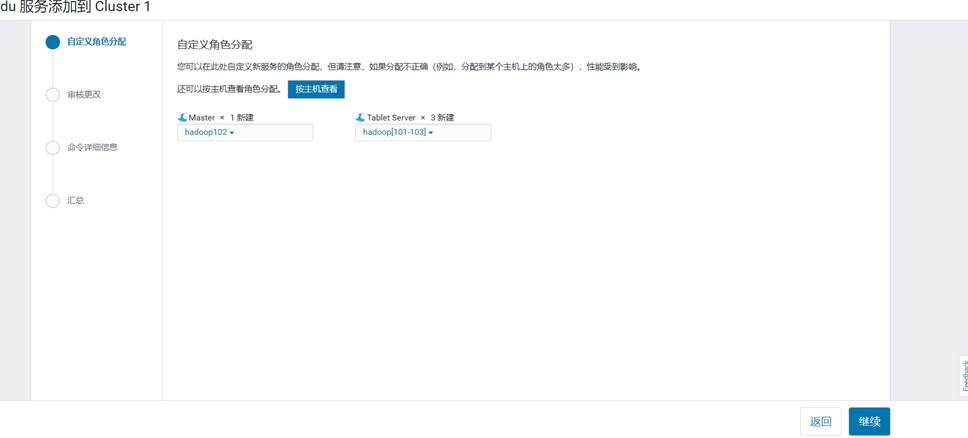 du 服务添加到 Cluster 1
自定义角色分配
审核更改
命令详细信息
汇总
自定义角色分配
您可以在此处自定义新服务的角色分配，但请注意，如果分配不正确（例如，分配到某个主机上的角色太多），性能受到影响。
还可以按主机查看角色分配。 按主机查看
Master × 1 新建
hadoop102
Tablet Server × 3 新建
hadoop[101-103]
Feedback
返回 继续